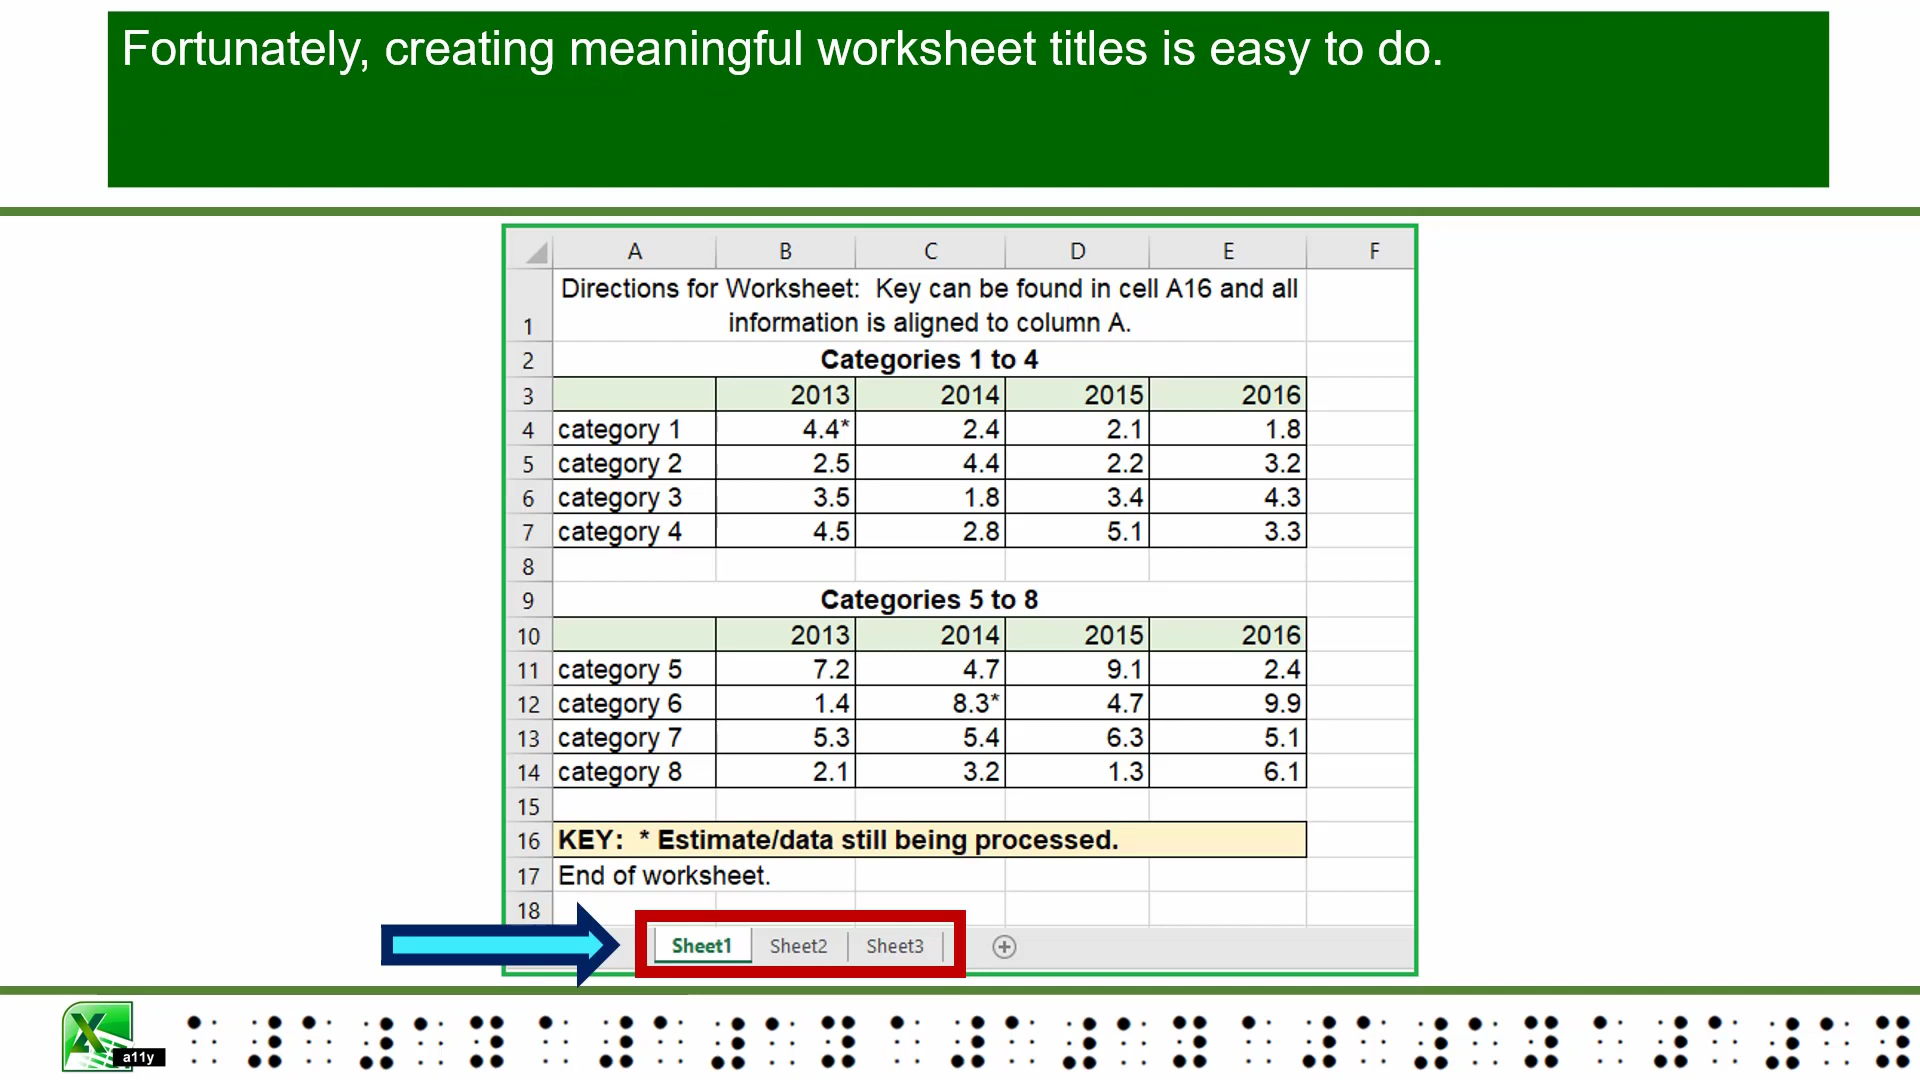 Fortunately, creating meaningful worksheet titles is easy to do.
A B C D E F
Directions for Worksheet:  Key can be found in cell A16 and all
1 information is aligned to column A.
2 Categories 1 to 4
3 2013 2014 2015 2016
4 category 1 4.4* 2.4 2.1 1.8
5 category 2 2.5 4.4 2.2 3.2
6 category 3 3.5 1.8 3.4 4.3
7 category 4 4.5 2.8 5.1 3.3
8
9 Categories 5 to 8
10 2013 2014 2015 2016
11 category 5 7.2 4.7 9.1 2.4
12 category 6 1.4 8.3* 4.7 9.9
13 category 7 5.3 5.4 6.3 5.1
14 category 8 2.1 3.2 1.3 6.1
15
16 KEY:  * Estimate/data still being processed.
17 End of worksheet.
18
Sheet1 Sheet2 Sheet3
X
a11y